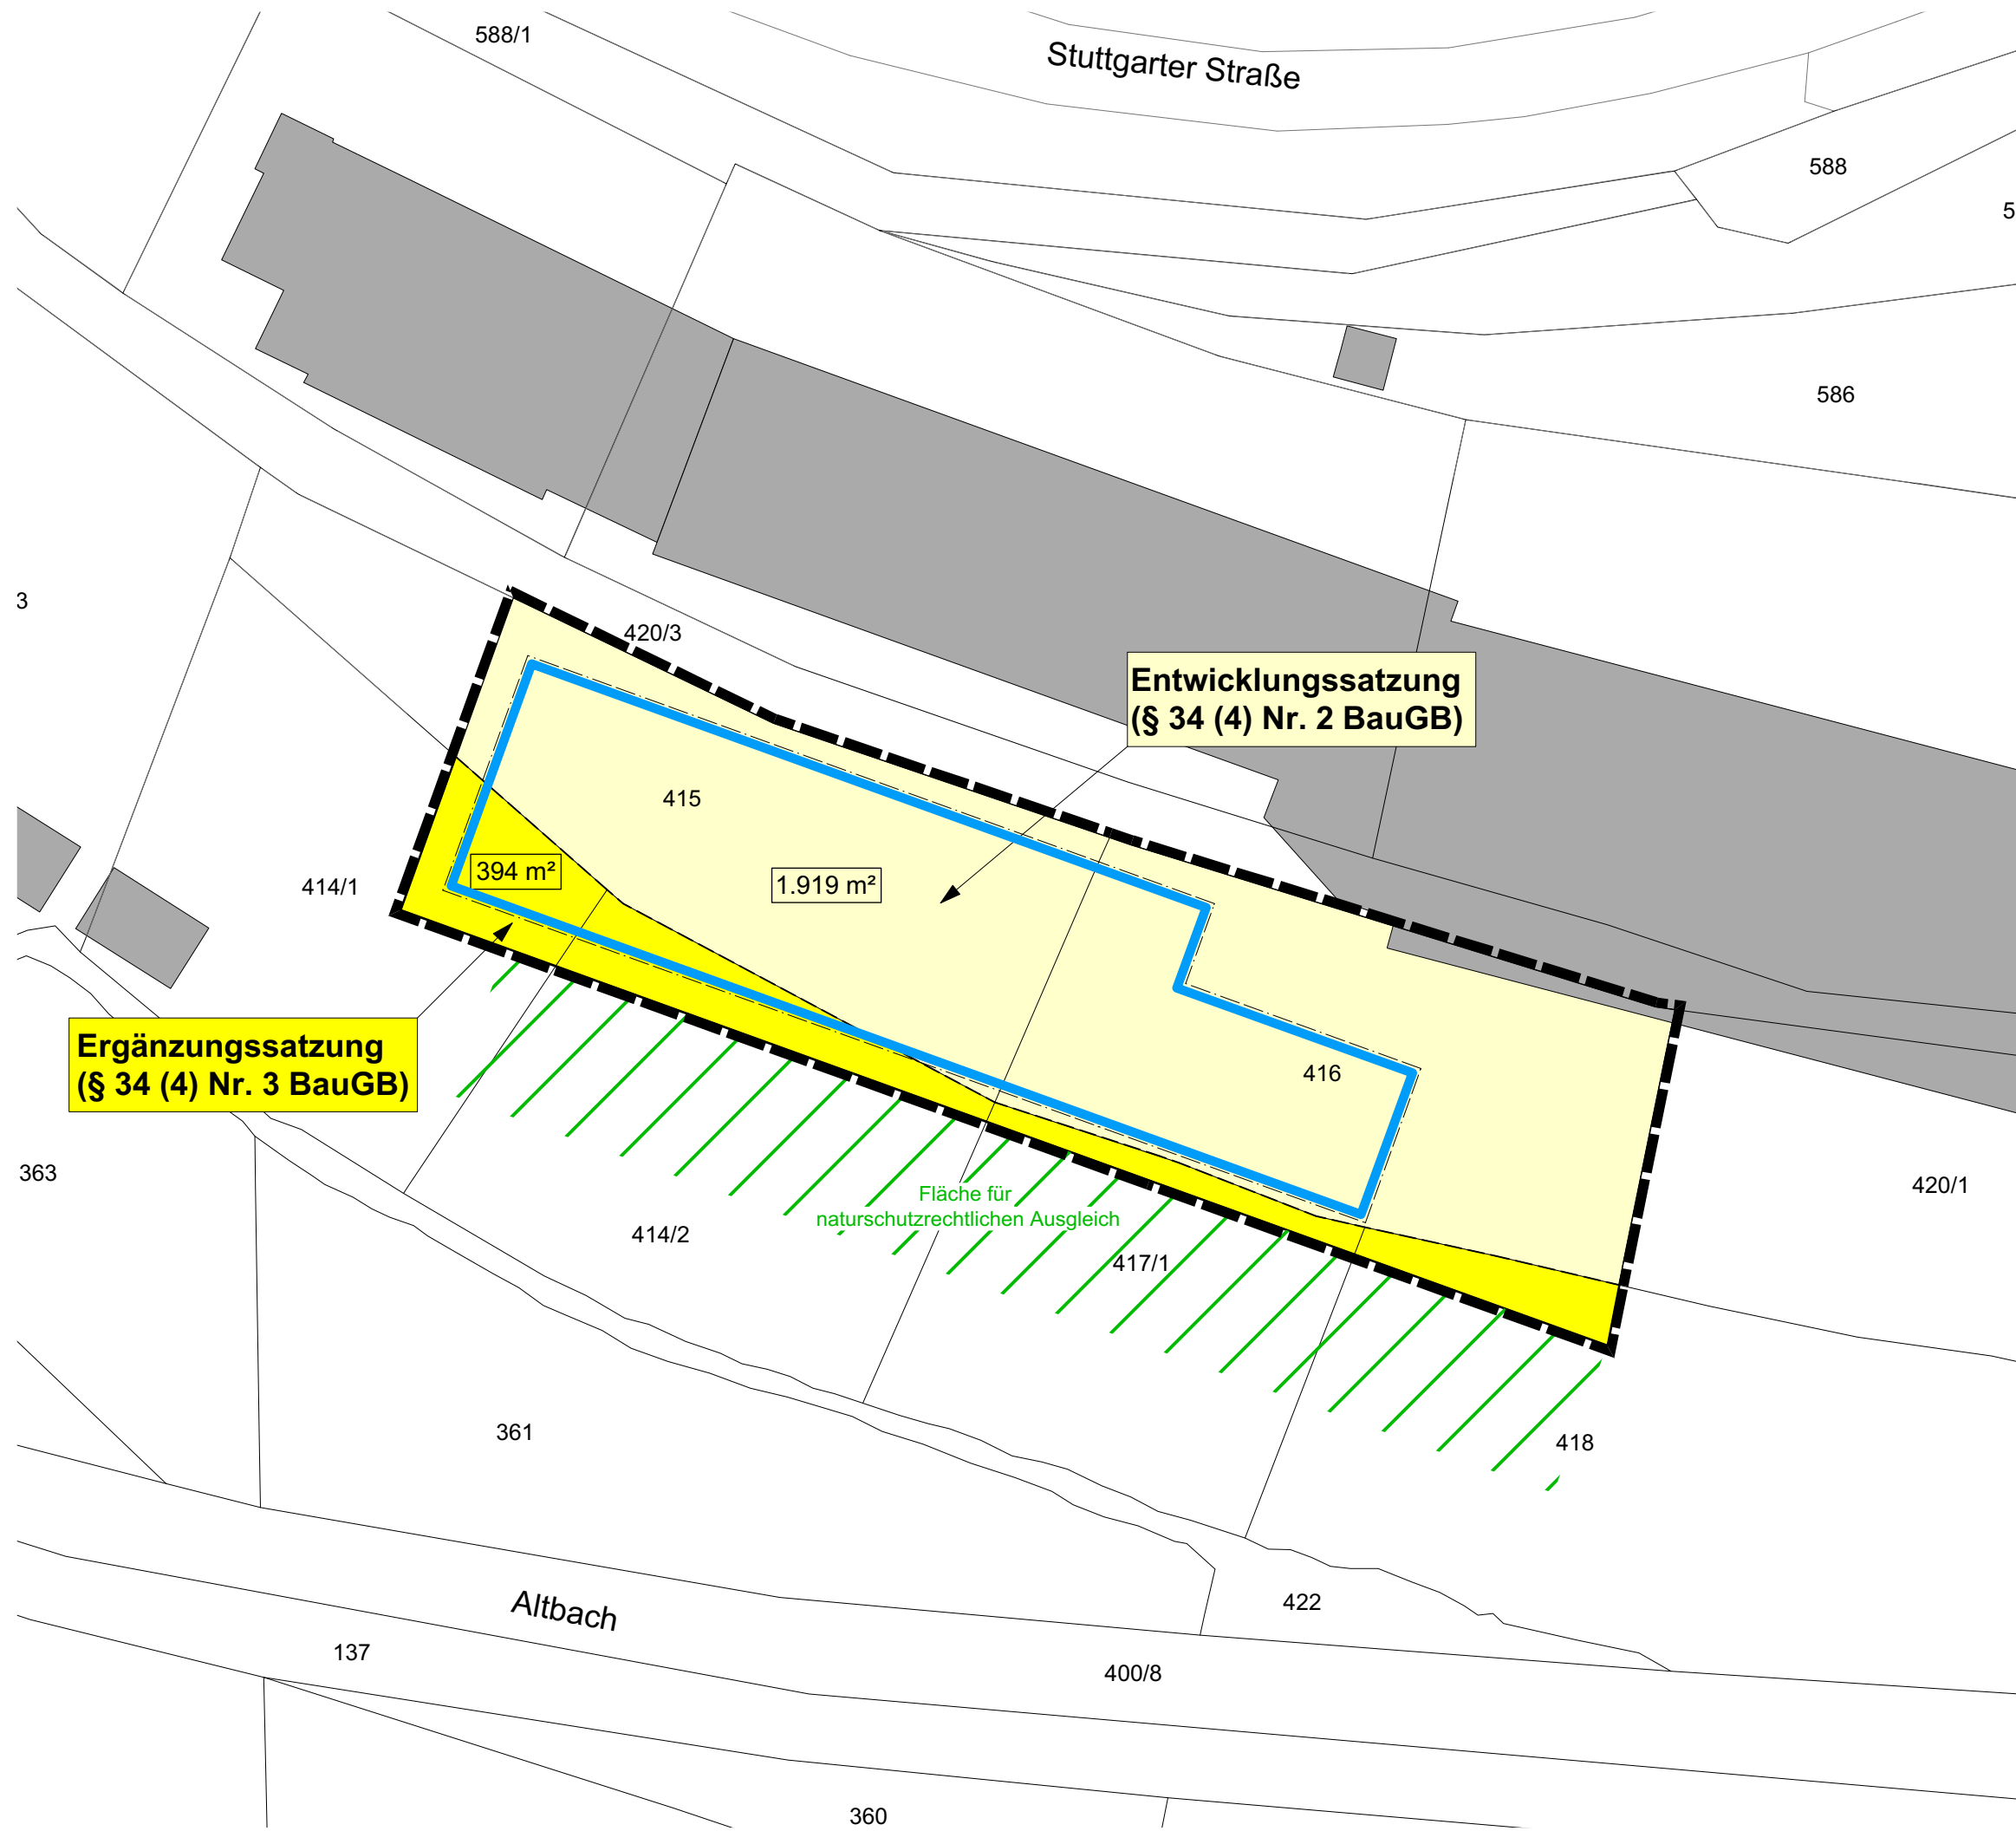 588/1
Stuttgarter Straße
588
5
586
3
420/3
Entwicklungssatzung
(§ 34 (4) Nr. 2 BauGB)
415
394 m²
1.919 m²
414/1
Ergänzungssatzung
(§ 34 (4) Nr. 3 BauGB)
416
363
420/1
Fläche für
naturschutzrechtlichen Ausgleich
414/2
417/1
361
418
Altbach
422
137
400/8
360